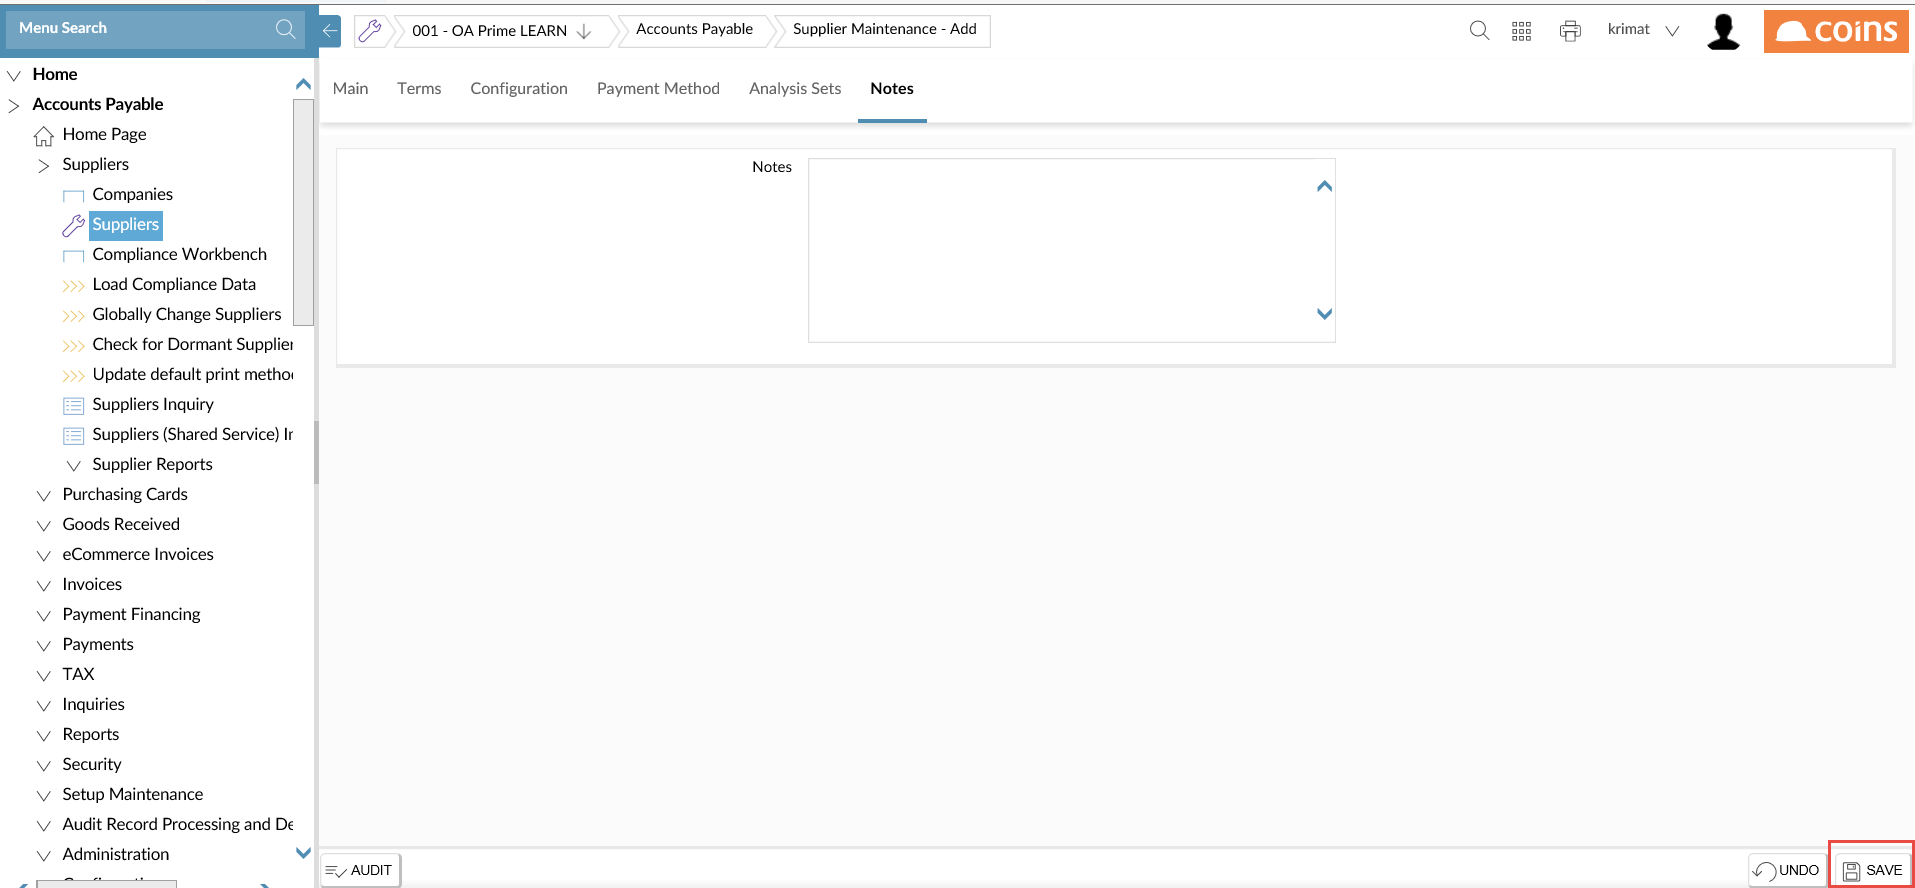 Menu Search
001 - OA Prime LEARN
Accounts Payable
Supplier Maintenance - Add
krimat
coins
Home
Accounts Payable
Home Page
Suppliers
Companies
Suppliers
Compliance Workbench
Load Compliance Data
Globally Change Suppliers
Check for Dormant Supplier
Update default print metho
Suppliers Inquiry
Suppliers (Shared Service) I
Supplier Reports
Purchasing Cards
Goods Received
eCommerce Invoices
Invoices
Payment Financing
Payments
TAX
Inquiries
Reports
Security
Setup Maintenance
Audit Record Processing and De
Administration
Main
Terms
Configuration
Payment Method
Analysis Sets
Notes
Notes
AUDIT
UNDO
SAVE